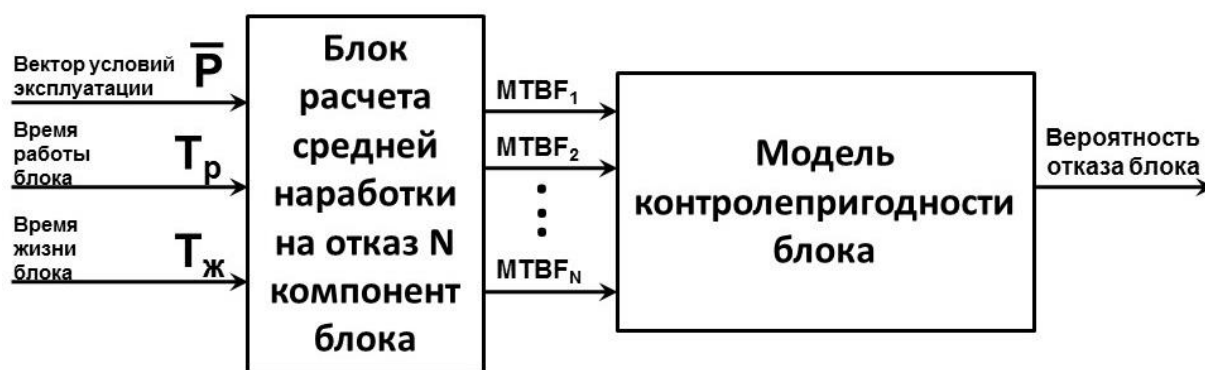 Вектор условий
эксплуатации
P̅
Время
работы
блока
Tр
Время
жизни
блока
Tж
Блок
расчета
средней
наработки
на отказ N
компонент
блока
MTBF₁
MTBF₂
MTBF_N
Модель
контролепригодности
блока
Вероятность
отказа блока